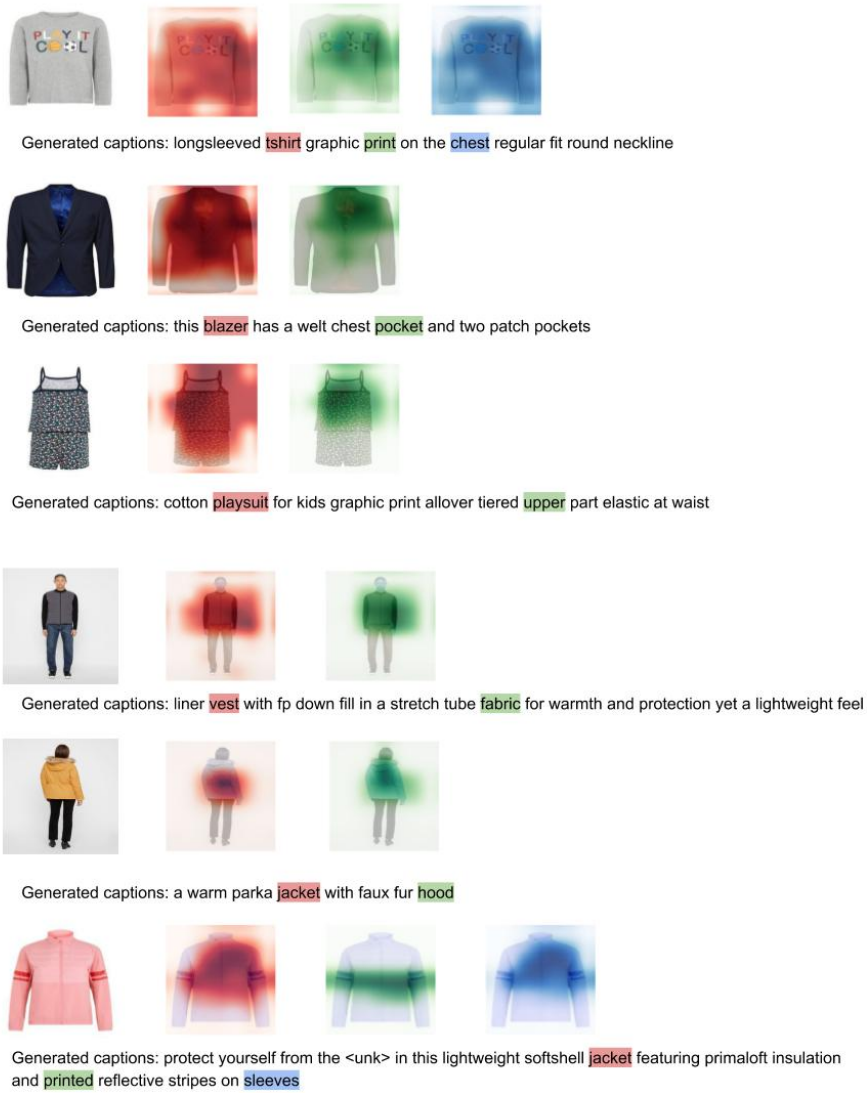 PLAY IT
COOL
Generated captions: longsleeved tshirt graphic print on the chest regular fit round neckline
Generated captions: this blazer has a welt chest pocket and two patch pockets
Generated captions: cotton playsuit for kids graphic print allover tiered upper part elastic at waist
Generated captions: liner vest with fp down fill in a stretch tube fabric for warmth and protection yet a lightweight feel
Generated captions: a warm parka jacket with faux fur hood
Generated captions: protect yourself from the <unk> in this lightweight softshell jacket featuring primaloft insulation
and printed reflective stripes on sleeves